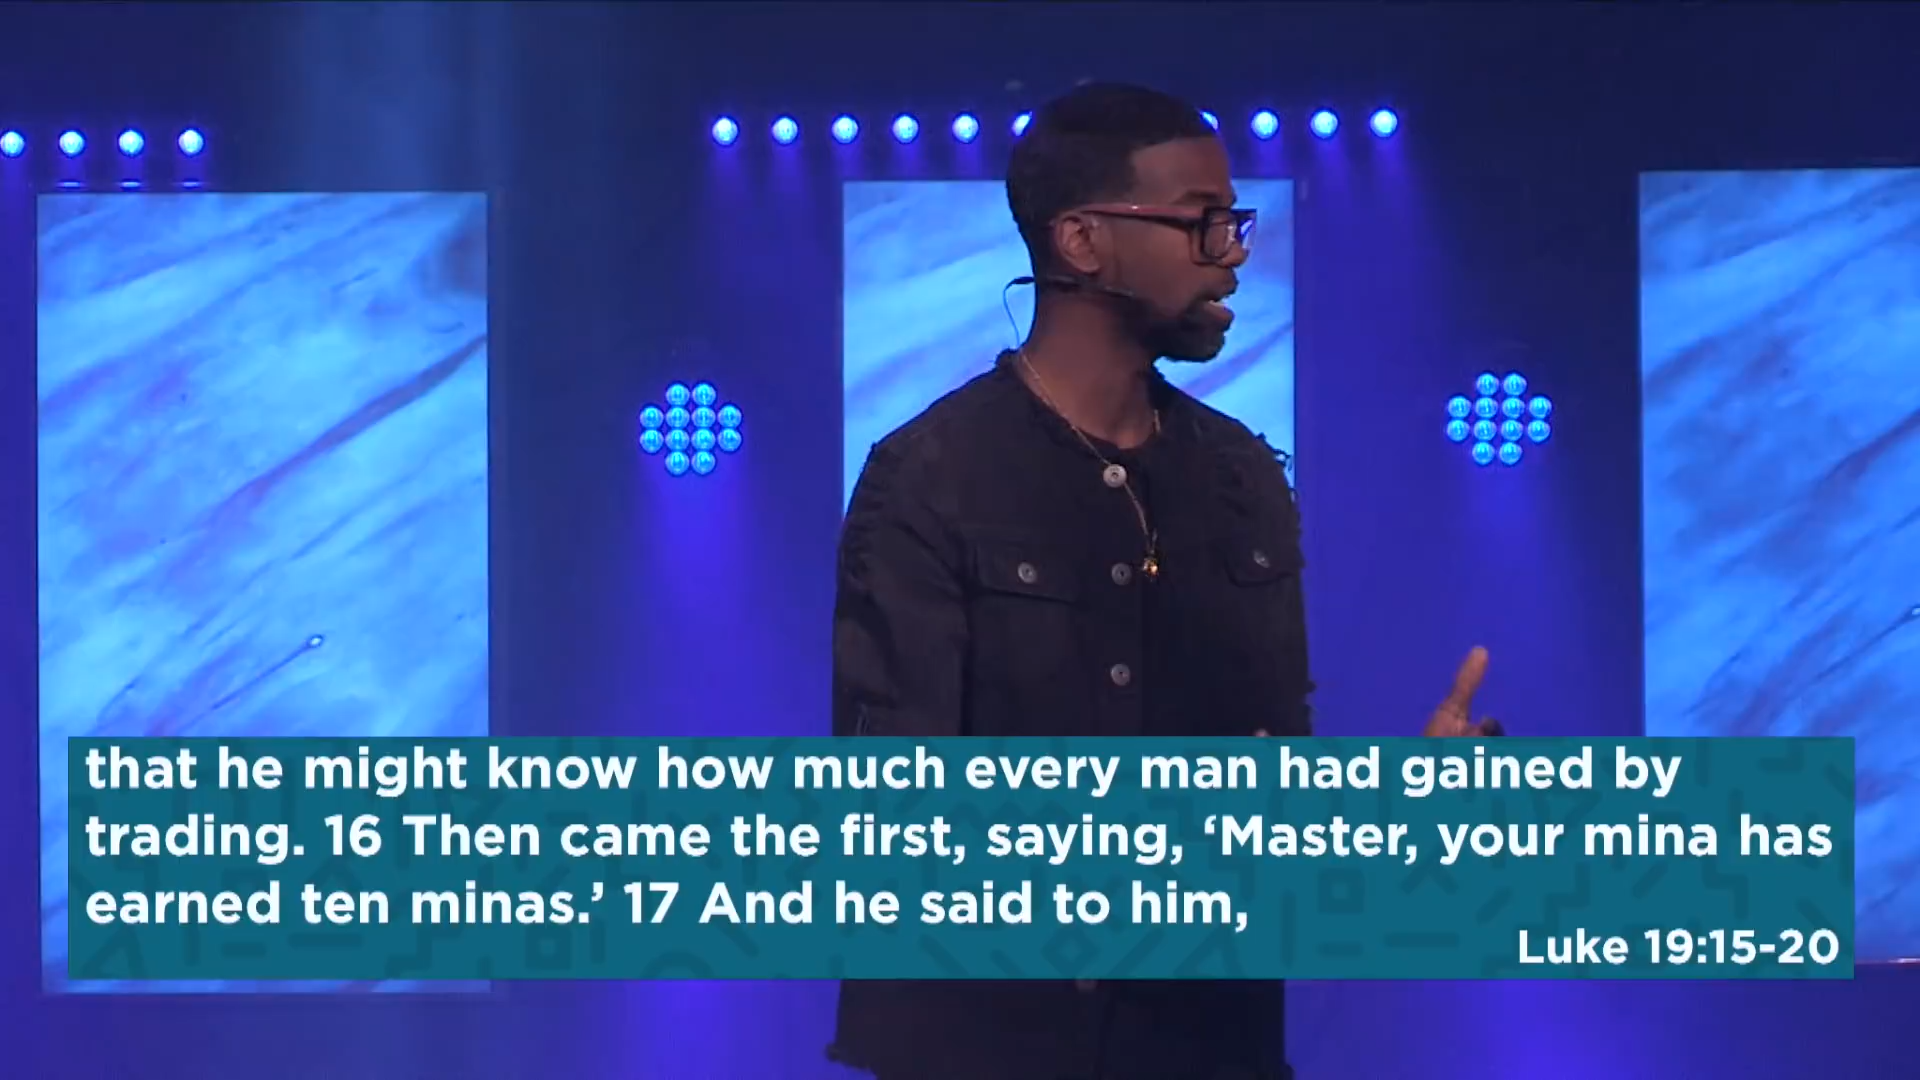 that he might know how much every man had gained by
trading. 16 Then came the first, saying, ‘Master, your mina has
earned ten minas.’ 17 And he said to him,
Luke 19:15-20